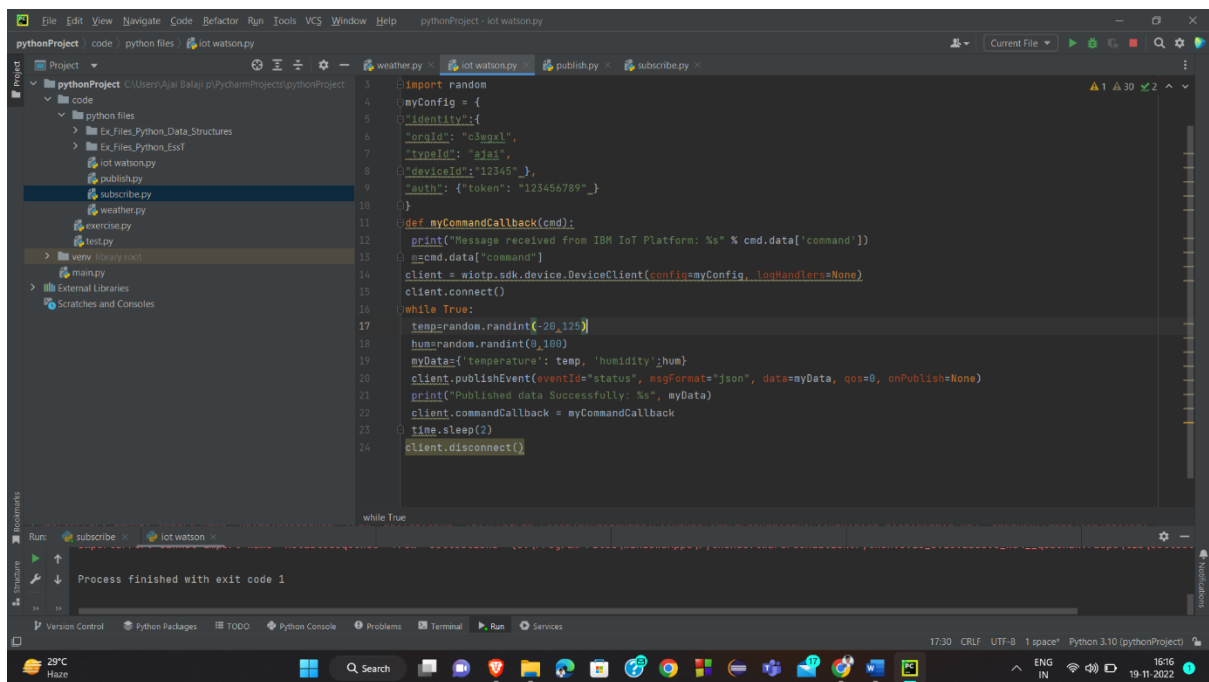 File Edit View Navigate Code Refactor Run Tools VCS Window Help pythonProject - iot watson.py
pythonProject code python files iot watson.py Current File
Project weather.py iot watson.py publish.py subscribe.py
pythonProject C:\Users\Ajai Balaji p\PycharmProjects\pythonProject
code
python files
Ex_Files_Python_Data_Structures
Ex_Files_Python_EssT
iot watson.py
publish.py
subscribe.py
weather.py
exercise.py
test.py
venv library root
main.py
External Libraries
Scratches and Consoles
1 30 2
3 import random
4 myConfig = {
5 "identity":{
6 "orgId": "c3wgxl",
7 "typeId": "ajai",
8 "deviceId":"12345" },
9 "auth": {"token": "123456789" }
10 }
11 def myCommandCallback(cmd):
12 print("Message received from IBM IoT Platform: %s" % cmd.data['command'])
13 m=cmd.data["command"]
14 client = wiotp.sdk.device.DeviceClient(config=myConfig, logHandlers=None)
15 client.connect()
16 while True:
17 temp=random.randint(-20,125)
18 hum=random.randint(0,100)
19 myData={'temperature': temp, 'humidity':hum}
20 client.publishEvent(eventId="status", msgFormat="json", data=myData, qos=0, onPublish=None)
21 print("Published data Successfully: %s", myData)
22 client.commandCallback = myCommandCallback
23 time.sleep(2)
24 client.disconnect()
while True
Bookmarks
Structure
Notifications
Run: subscribe iot watson
Process finished with exit code 1
Version Control Python Packages TODO Python Console Problems Terminal Run Services
17:30 CRLF UTF-8 1 space* Python 3.10 (pythonProject)
29°C
Haze
Search
ENG
IN
16:16
19-11-2022
1